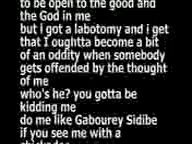 to be open to the good and
the God in me
but i got a labotomy and i get
that I oughtta become a bit
of an oddity when somebody
gets offended by the thought
of me
who's he? you gotta be
kidding me
do me like Gabourey Sidibe
if you see me with a